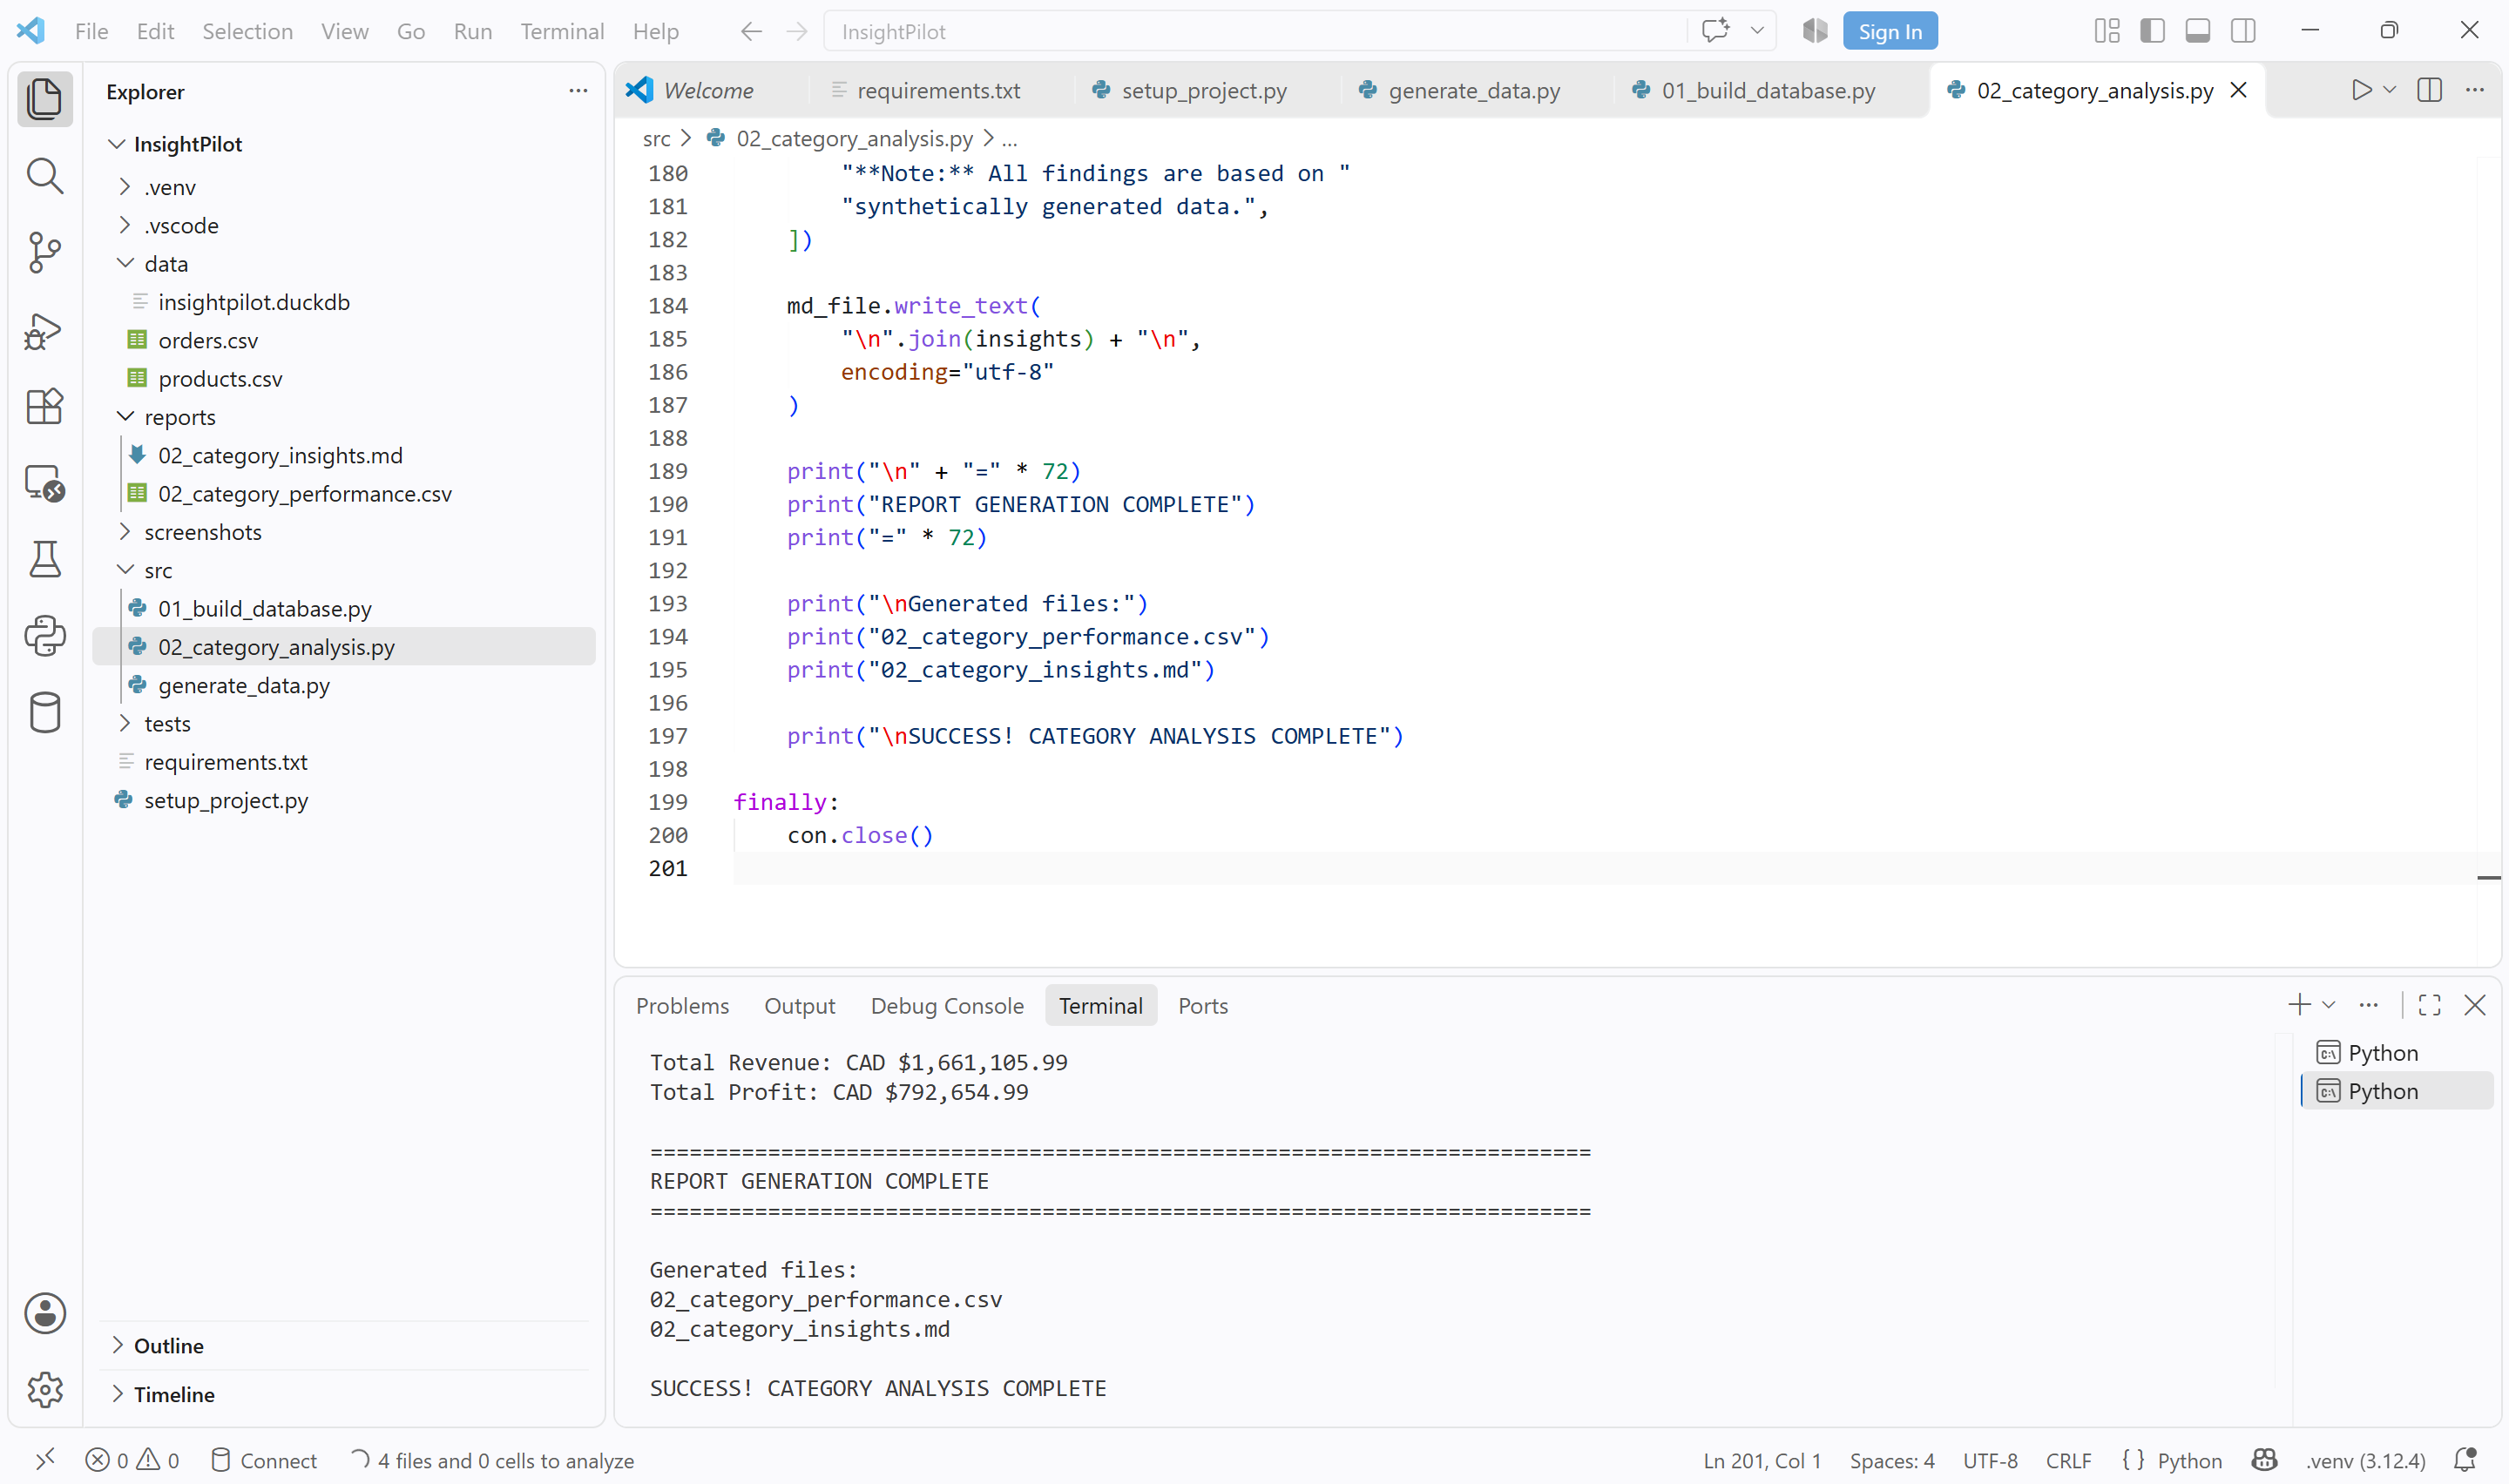 File Edit Selection View Go Run Terminal Help InsightPilot Sign In
Explorer
InsightPilot
.venv
.vscode
data
insightpilot.duckdb
orders.csv
products.csv
reports
02_category_insights.md
02_category_performance.csv
screenshots
src
01_build_database.py
02_category_analysis.py
generate_data.py
tests
requirements.txt
setup_project.py
Outline
Timeline
Welcome requirements.txt setup_project.py generate_data.py 01_build_database.py 02_category_analysis.py
src > 02_category_analysis.py > ...
180 "**Note:** All findings are based on "
181 "synthetically generated data.",
182 ])
183
184 md_file.write_text(
185 "\n".join(insights) + "\n",
186 encoding="utf-8"
187 )
188
189 print("\n" + "=" * 72)
190 print("REPORT GENERATION COMPLETE")
191 print("=" * 72)
192
193 print("\nGenerated files:")
194 print("02_category_performance.csv")
195 print("02_category_insights.md")
196
197 print("\nSUCCESS! CATEGORY ANALYSIS COMPLETE")
198
199 finally:
200 con.close()
201
Problems Output Debug Console Terminal Ports
Total Revenue: CAD $1,661,105.99
Total Profit: CAD $792,654.99
========================================================================
REPORT GENERATION COMPLETE
========================================================================
Generated files:
02_category_performance.csv
02_category_insights.md
SUCCESS! CATEGORY ANALYSIS COMPLETE
Python
Python
0 0 Connect 4 files and 0 cells to analyze Ln 201, Col 1 Spaces: 4 UTF-8 CRLF { } Python .venv (3.12.4)